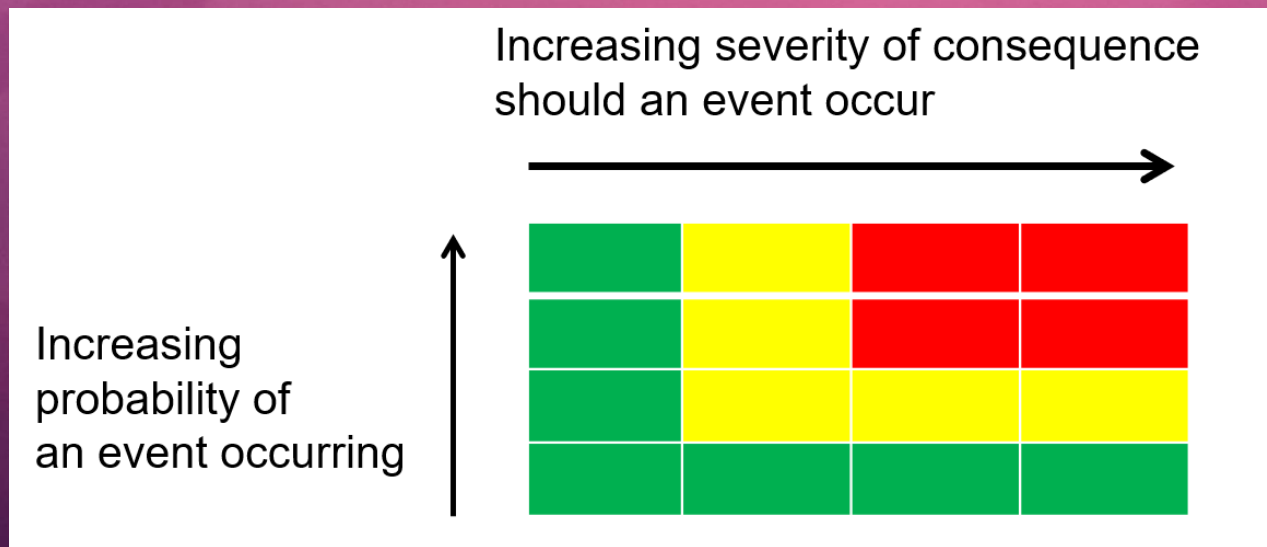 Increasing severity of consequence
should an event occur
Increasing
probability of
an event occurring